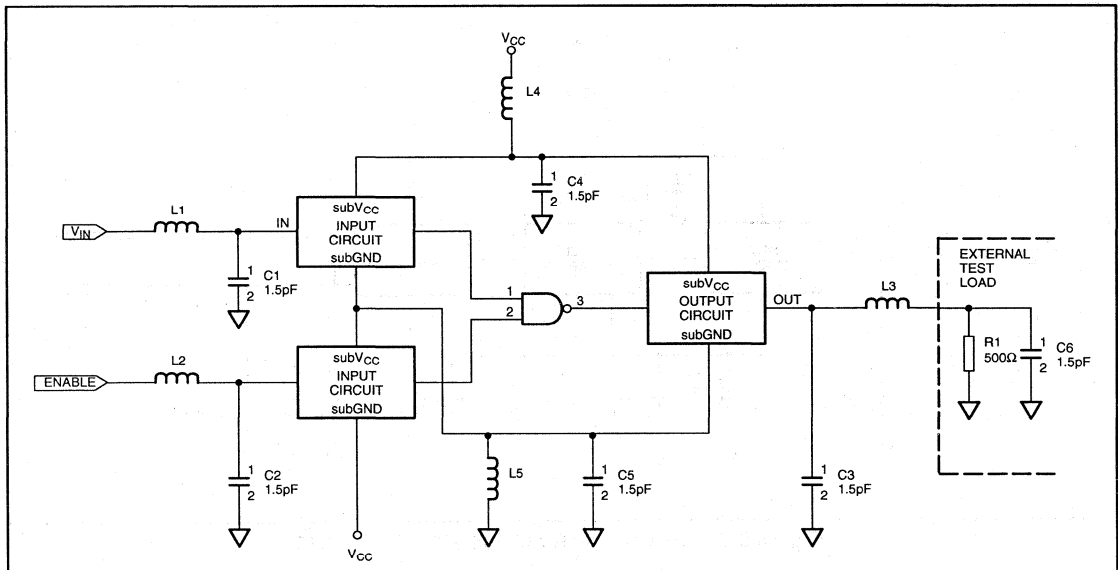 VCC
L4
1
2
C4
1.5pF
L1
VIN
IN
subVCC
INPUT
CIRCUIT
subGND
1
2
C1
1.5pF
1
2
3
subVCC
OUTPUT
CIRCUIT
subGND
OUT
L3
EXTERNAL
TEST
LOAD
R1
500Ω
1
2
C6
1.5pF
L2
ENABLE
subVCC
INPUT
CIRCUIT
subGND
1
2
C2
1.5pF
L5
1
2
C5
1.5pF
1
2
C3
1.5pF
VCC